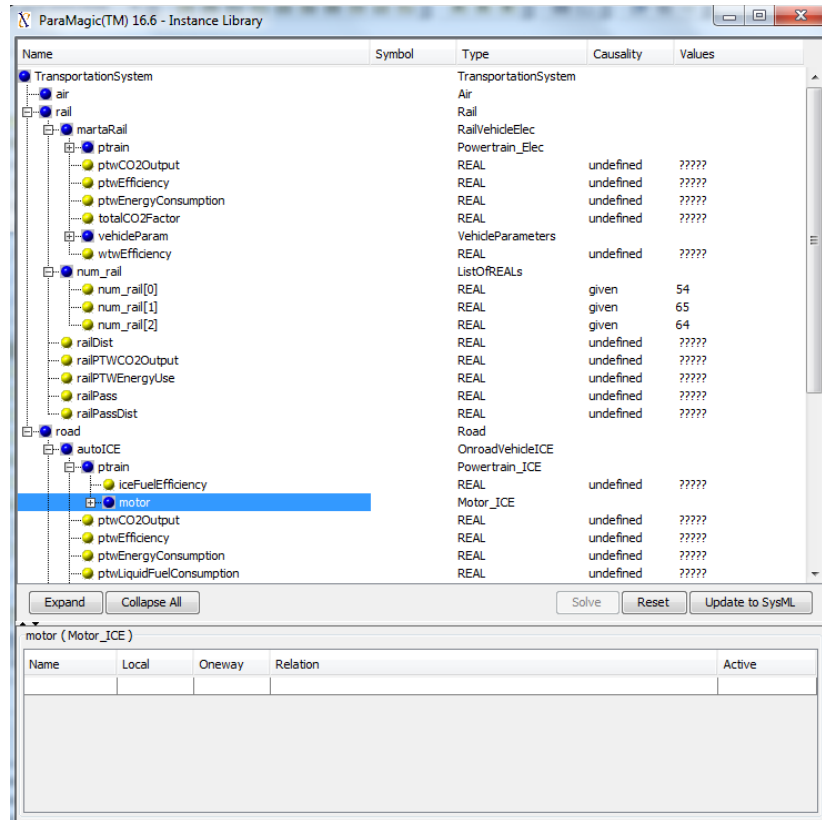 ParaMagic(TM) 16.6 - Instance Library
Name Symbol Type Causality Values
TransportationSystem TransportationSystem
air Air
rail Rail
martaRail RailVehicleElec
ptrain Powertrain_Elec
ptwCO2Output REAL undefined ?????
ptwEfficiency REAL undefined ?????
ptwEnergyConsumption REAL undefined ?????
totalCO2Factor REAL undefined ?????
vehicleParam VehicleParameters
wtwEfficiency REAL undefined ?????
num_rail ListOfREALs
num_rail[0] REAL given 54
num_rail[1] REAL given 65
num_rail[2] REAL given 64
railDist REAL undefined ?????
railPTWCO2Output REAL undefined ?????
railPTWEnergyUse REAL undefined ?????
railPass REAL undefined ?????
railPassDist REAL undefined ?????
road Road
autoICE OnroadVehicleICE
ptrain Powertrain_ICE
iceFuelEfficiency REAL undefined ?????
motor Motor_ICE
ptwCO2Output REAL undefined ?????
ptwEfficiency REAL undefined ?????
ptwEnergyConsumption REAL undefined ?????
ptwLiquidFuelConsumption REAL undefined ?????
Expand Collapse All Solve Reset Update to SysML
motor ( Motor_ICE )
Name Local Oneway Relation Active